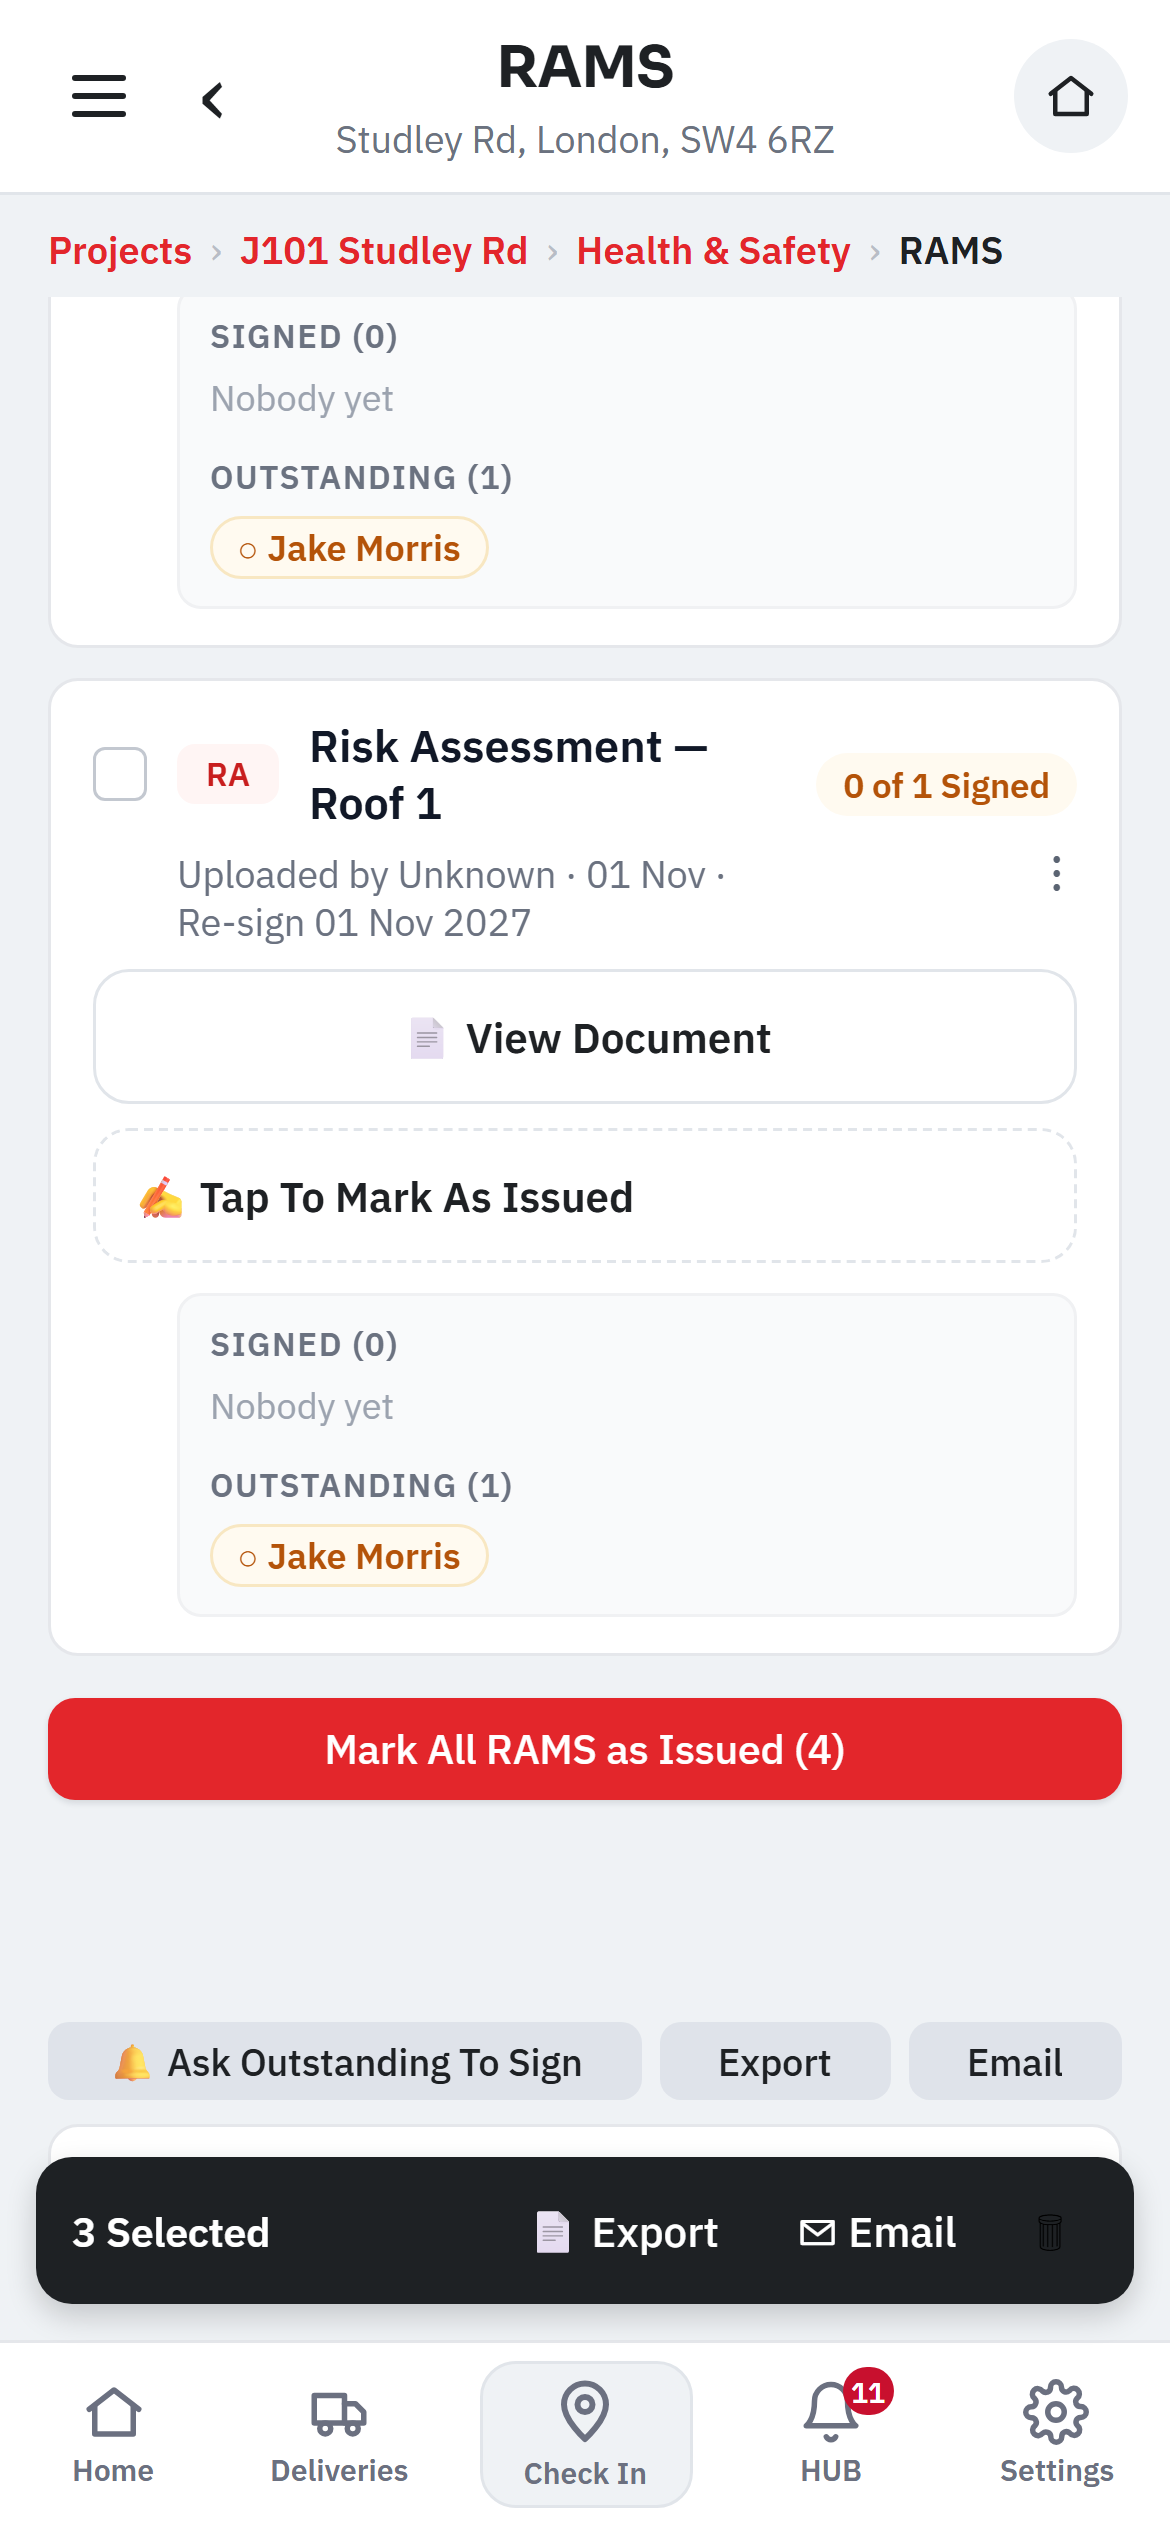 RAMS
Studley Rd, London, SW4 6RZ
Projects › J101 Studley Rd › Health & Safety › RAMS
SIGNED (0)
Nobody yet
OUTSTANDING (1)
○ Jake Morris
RA
Risk Assessment —
Roof 1
0 of 1 Signed
Uploaded by Unknown · 01 Nov ·
Re-sign 01 Nov 2027
View Document
Tap To Mark As Issued
SIGNED (0)
Nobody yet
OUTSTANDING (1)
○ Jake Morris
Mark All RAMS as Issued (4)
Ask Outstanding To Sign
Export
Email
3 Selected
Export
Email
11
Home
Deliveries
Check In
HUB
Settings